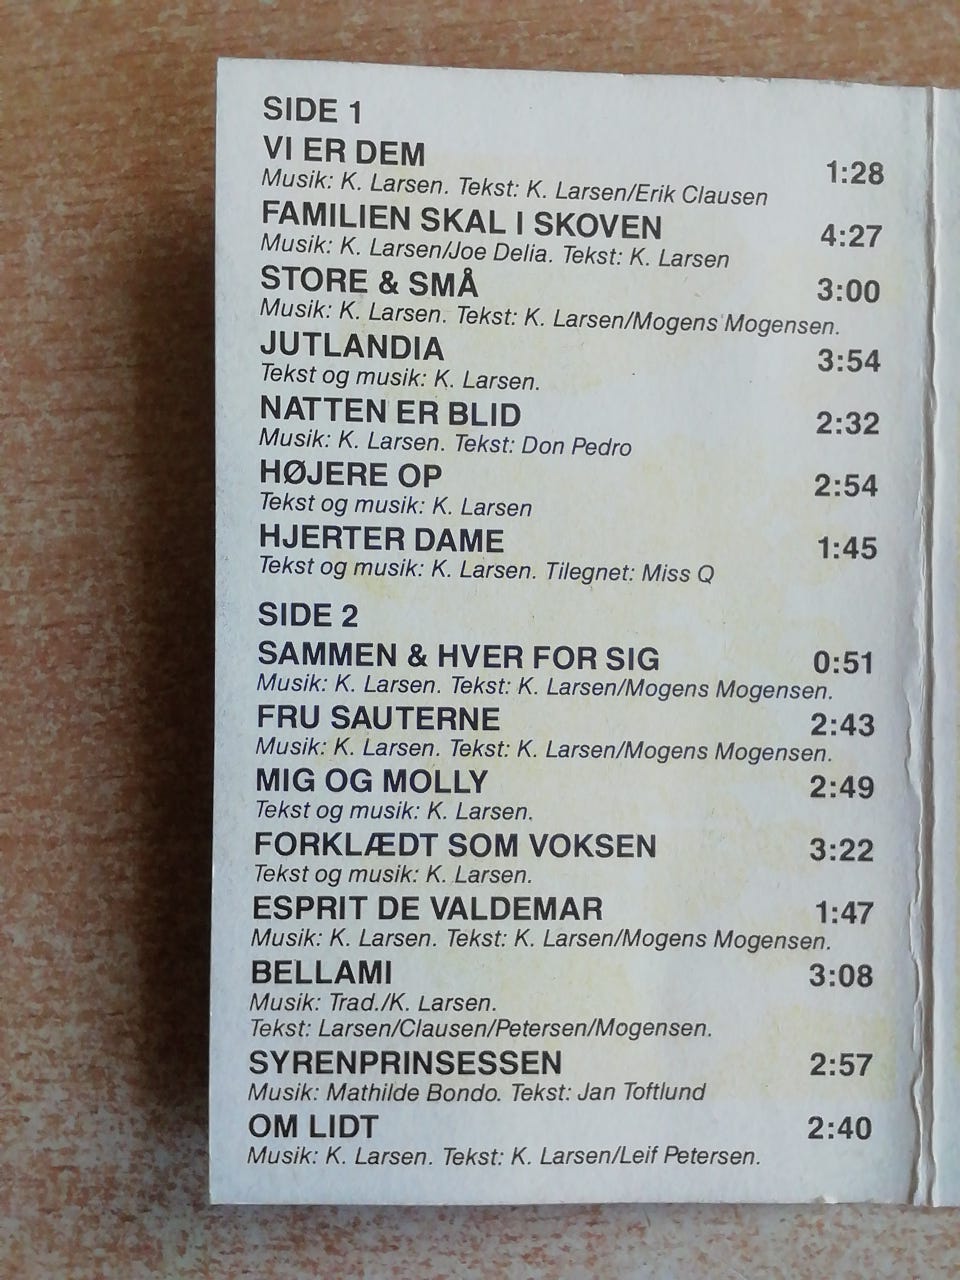 SIDE 1
VI ER DEM 1:28
Musik: K. Larsen. Tekst: K. Larsen/Erik Clausen
FAMILIEN SKAL I SKOVEN 4:27
Musik: K. Larsen/Joe Delia. Tekst: K. Larsen
STORE & SMÅ 3:00
Musik: K. Larsen. Tekst: K. Larsen/Mogens Mogensen.
JUTLANDIA 3:54
Tekst og musik: K. Larsen.
NATTEN ER BLID 2:32
Musik: K. Larsen. Tekst: Don Pedro
HØJERE OP 2:54
Tekst og musik: K. Larsen
HJERTER DAME 1:45
Tekst og musik: K. Larsen. Tilegnet: Miss Q
SIDE 2
SAMMEN & HVER FOR SIG 0:51
Musik: K. Larsen. Tekst: K. Larsen/Mogens Mogensen.
FRU SAUTERNE 2:43
Musik: K. Larsen. Tekst: K. Larsen/Mogens Mogensen.
MIG OG MOLLY 2:49
Tekst og musik: K. Larsen.
FORKLÆDT SOM VOKSEN 3:22
Tekst og musik: K. Larsen.
ESPRIT DE VALDEMAR 1:47
Musik: K. Larsen. Tekst: K. Larsen/Mogens Mogensen.
BELLAMI 3:08
Musik: Trad./K. Larsen.
Tekst: Larsen/Clausen/Petersen/Mogensen.
SYRENPRINSESSEN 2:57
Musik: Mathilde Bondo. Tekst: Jan Toftlund
OM LIDT 2:40
Musik: K. Larsen. Tekst: K. Larsen/Leif Petersen.